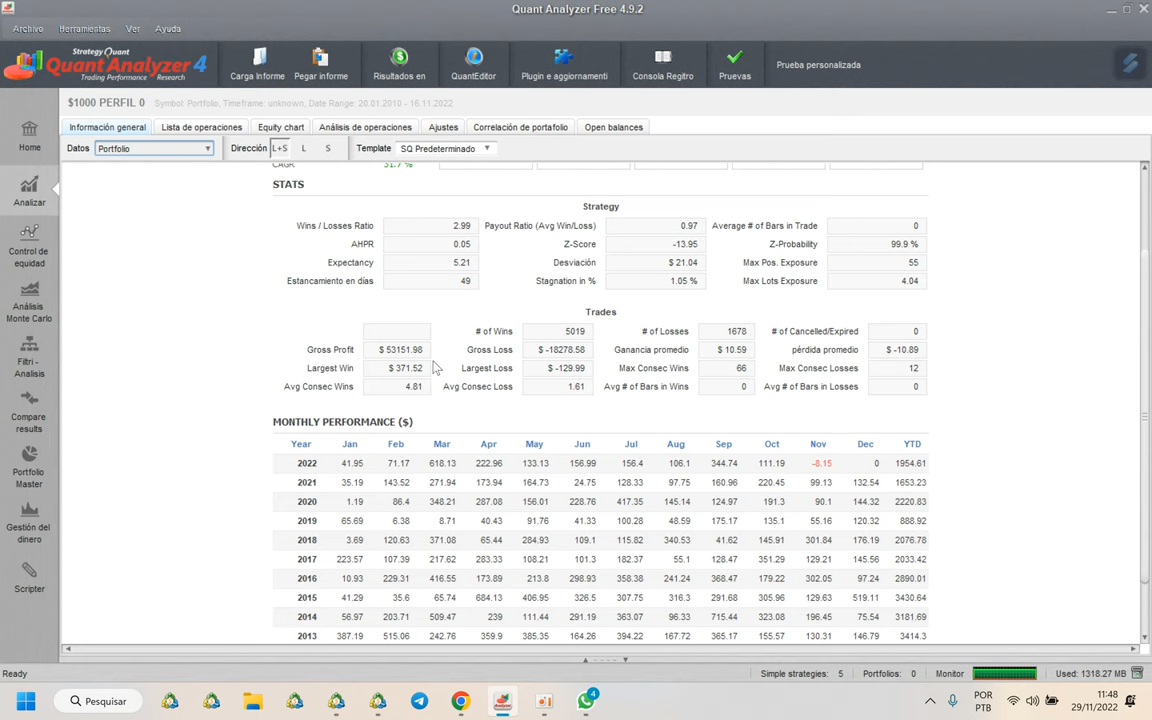 Quant Analyzer Free 4.9.2
Archivo Herramientas Ver Ayuda
Strategy Quant
QuantAnalyzer 4
Trading Performance Research
Carga Informe Pegar informe Risultados en QuantEditor Plugin e aggiornamenti Consola Regitro Pruevas Prueba personalizada
$1000 PERFIL 0 Symbol: Portfolio, Timeframe: unknown, Date Range: 20.01.2010 - 16.11.2022
Información general Lista de operaciones Equity chart Análisis de operaciones Ajustes Correlación de portafolio Open balances
Datos Portfolio Dirección L+S L S Template SQ Predeterminado
Home
Analizar
Control de equidad
Análisis Monte Carlo
Filtri - Analisis
Compare results
Portfolio Master
Gestión del dinero
Scripter
CAGR 31.7 %
STATS
Strategy
Wins / Losses Ratio 2.99 Payout Ratio (Avg Win/Loss) 0.97 Average # of Bars in Trade 0
AHPR 0.05 Z-Score -13.95 Z-Probability 99.9 %
Expectancy 5.21 Desviación $ 21.04 Max Pos. Exposure 55
Estancamiento en días 49 Stagnation in % 1.05 % Max Lots Exposure 4.04
Trades
# of Wins 5019 # of Losses 1678 # of Cancelled/Expired 0
Gross Profit $ 53151.98 Gross Loss $ -18278.58 Ganancia promedio $ 10.59 pérdida promedio $ -10.89
Largest Win $ 371.52 Largest Loss $ -129.99 Max Consec Wins 66 Max Consec Losses 12
Avg Consec Wins 4.81 Avg Consec Loss 1.61 Avg # of Bars in Wins 0 Avg # of Bars in Losses 0
MONTHLY PERFORMANCE ($)
Year Jan Feb Mar Apr May Jun Jul Aug Sep Oct Nov Dec YTD
2022 41.95 71.17 618.13 222.96 133.13 156.99 156.4 106.1 344.74 111.19 -8.15 0 1954.61
2021 35.19 143.52 271.94 173.94 164.73 24.75 128.33 97.75 160.96 220.45 99.13 132.54 1653.23
2020 1.19 86.4 348.21 287.08 156.01 228.76 417.35 145.14 124.97 191.3 90.1 144.32 2220.83
2019 65.69 6.38 8.71 40.43 91.76 41.33 100.28 48.59 175.17 135.1 55.16 120.32 888.92
2018 3.69 120.63 371.08 65.44 284.93 109.1 115.82 340.53 41.62 145.91 301.84 176.19 2076.78
2017 223.57 107.39 217.62 283.33 108.21 101.3 182.37 55.1 128.47 351.29 129.21 145.56 2033.42
2016 10.93 229.31 416.55 173.89 213.8 298.93 358.38 241.24 368.47 179.22 302.05 97.24 2890.01
2015 41.29 35.6 65.74 684.13 406.95 326.5 307.75 316.3 291.68 305.96 129.63 519.11 3430.64
2014 56.97 203.71 509.47 239 111.44 291.19 363.07 96.33 715.44 323.08 196.45 75.54 3181.69
2013 387.19 515.06 242.76 359.9 385.35 164.26 394.22 167.72 365.17 155.57 130.31 146.79 3414.3
Ready Simple strategies: 5 Portfolios: 0 Monitor Used: 1318.27 MB
Pesquisar 4 POR PTB 11:48 29/11/2022